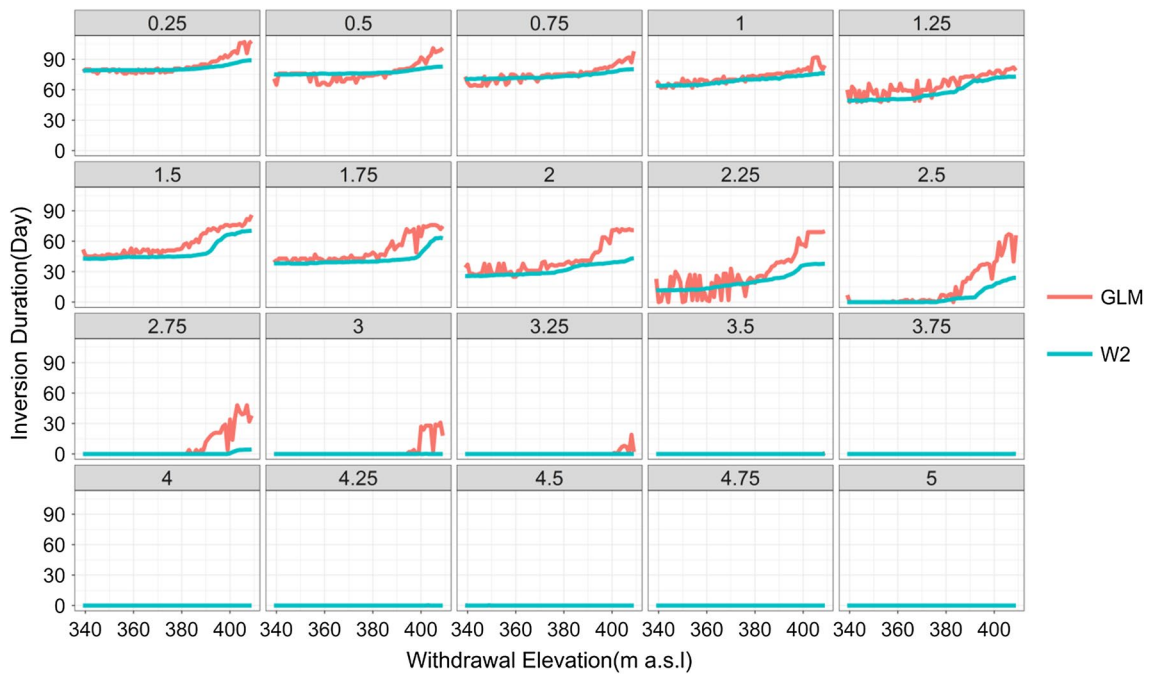 0.25 0.5 0.75 1 1.25
90
60
30
0
1.5 1.75 2 2.25 2.5
90
60
30
0
2.75 3 3.25 3.5 3.75
90
60
30
0
4 4.25 4.5 4.75 5
90
60
30
0
340 360 380 400 340 360 380 400 340 360 380 400 340 360 380 400 340 360 380 400
Withdrawal Elevation(m a.s.l)
Inversion Duration(Day)
GLM
W2